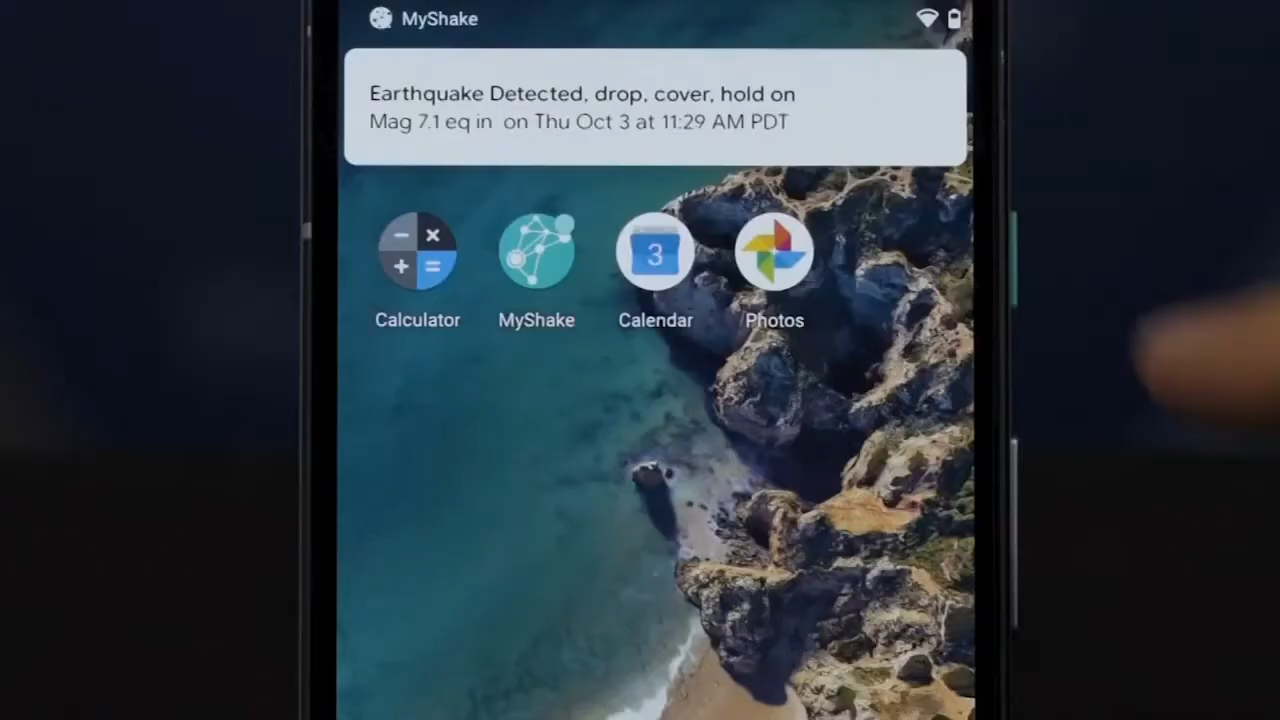 MyShake
Earthquake Detected, drop, cover, hold on
Mag 7.1 eq in on Thu Oct 3 at 11:29 AM PDT
3
Calculator
MyShake
Calendar
Photos